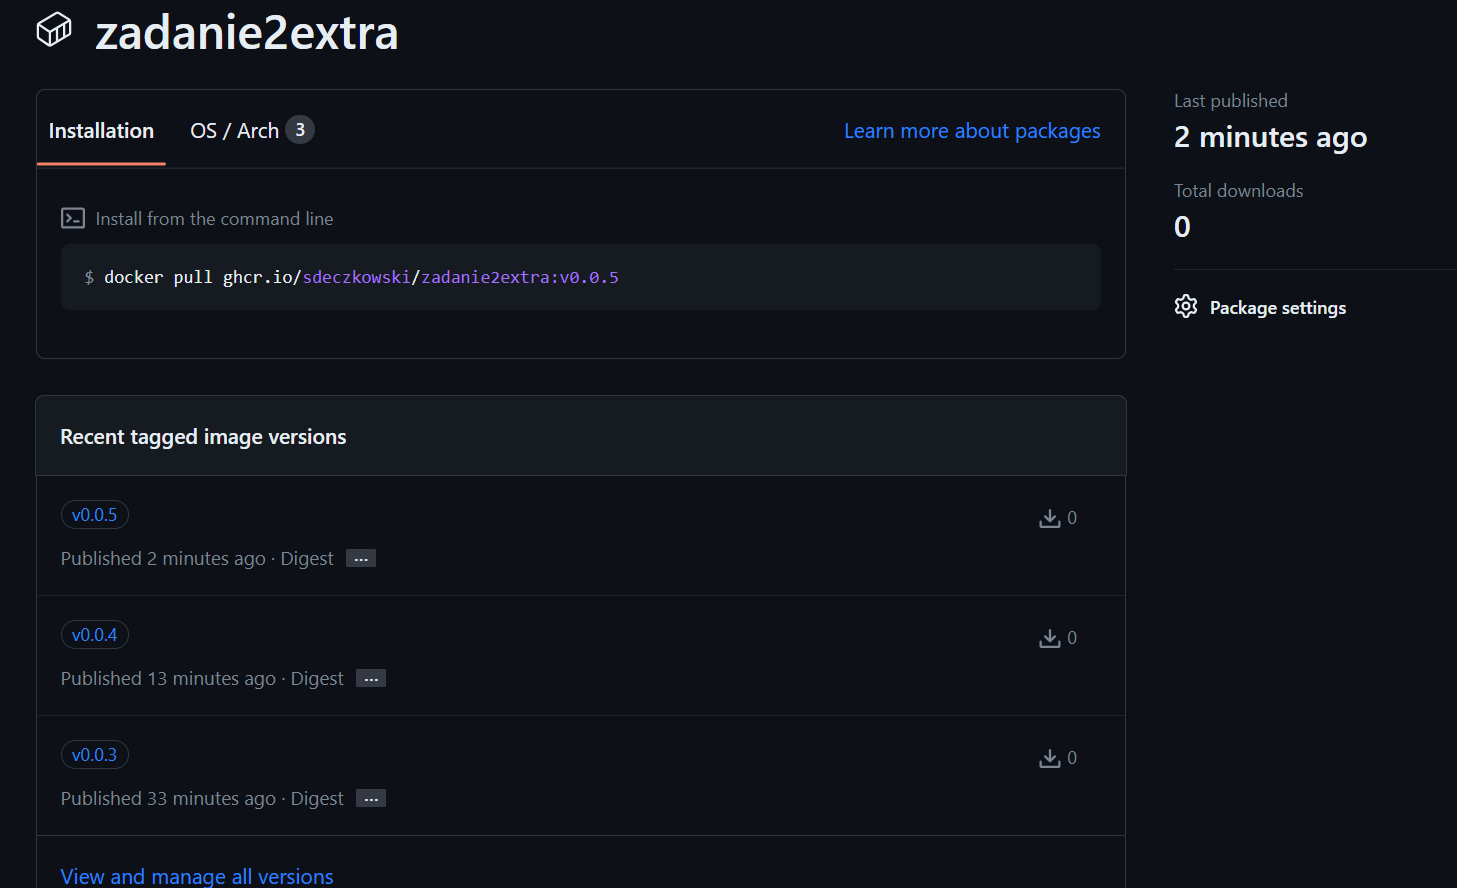 zadanie2extra
Installation
OS / Arch 3
Learn more about packages
Install from the command line
$ docker pull ghcr.io/sdeczkowski/zadanie2extra:v0.0.5
Last published
2 minutes ago
Total downloads
0
Package settings
Recent tagged image versions
v0.0.5
0
Published 2 minutes ago · Digest ...
v0.0.4
0
Published 13 minutes ago · Digest ...
v0.0.3
0
Published 33 minutes ago · Digest ...
View and manage all versions